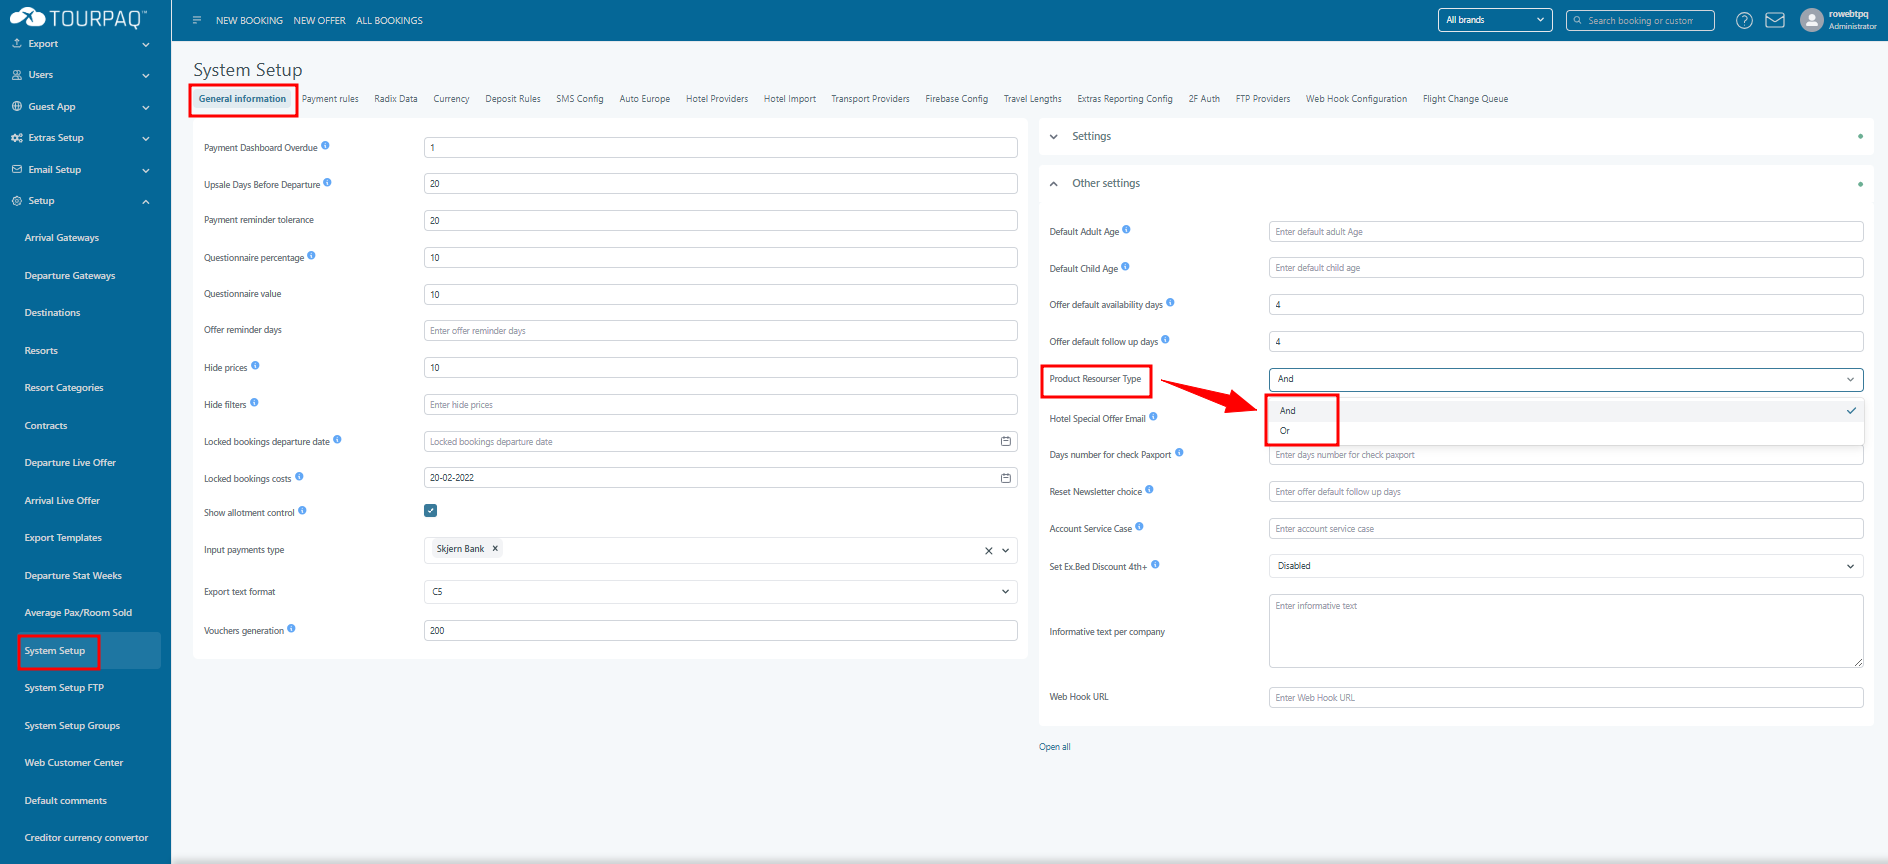 TOURPAQ™
NEW BOOKING NEW OFFER ALL BOOKINGS
All brands
Search booking or custom
rowebtpq
Administrator
Export
Users
Guest App
Extras Setup
Email Setup
Setup
Arrival Gateways
Departure Gateways
Destinations
Resorts
Resort Categories
Contracts
Departure Live Offer
Arrival Live Offer
Export Templates
Departure Stat Weeks
Average Pax/Room Sold
System Setup
System Setup FTP
System Setup Groups
Web Customer Center
Default comments
Creditor currency convertor
System Setup
General information Payment rules Radix Data Currency Deposit Rules SMS Config Auto Europe Hotel Providers Hotel Import Transport Providers Firebase Config Travel Lengths Extras Reporting Config 2F Auth FTP Providers Web Hook Configuration Flight Change Queue
Payment Dashboard Overdue 1
Upsale Days Before Departure 20
Payment reminder tolerance 20
Questionnaire percentage 10
Questionnaire value 10
Offer reminder days Enter offer reminder days
Hide prices 10
Hide filters Enter hide prices
Locked bookings departure date Locked bookings departure date
Locked bookings costs 20-02-2022
Show allotment control
Input payments type Skjern Bank
Export text format C5
Vouchers generation 200
Settings
Other settings
Default Adult Age Enter default adult Age
Default Child Age Enter default child age
Offer default availability days 4
Offer default follow up days 4
Product Resourser Type And
And
Or
Hotel Special Offer Email
Days number for check Paxport Enter days number for check paxport
Reset Newsletter choice Enter offer default follow up days
Account Service Case Enter account service case
Set Ex.Bed Discount 4th+ Disabled
Informative text per company Enter informative text
Web Hook URL Enter Web Hook URL
Open all